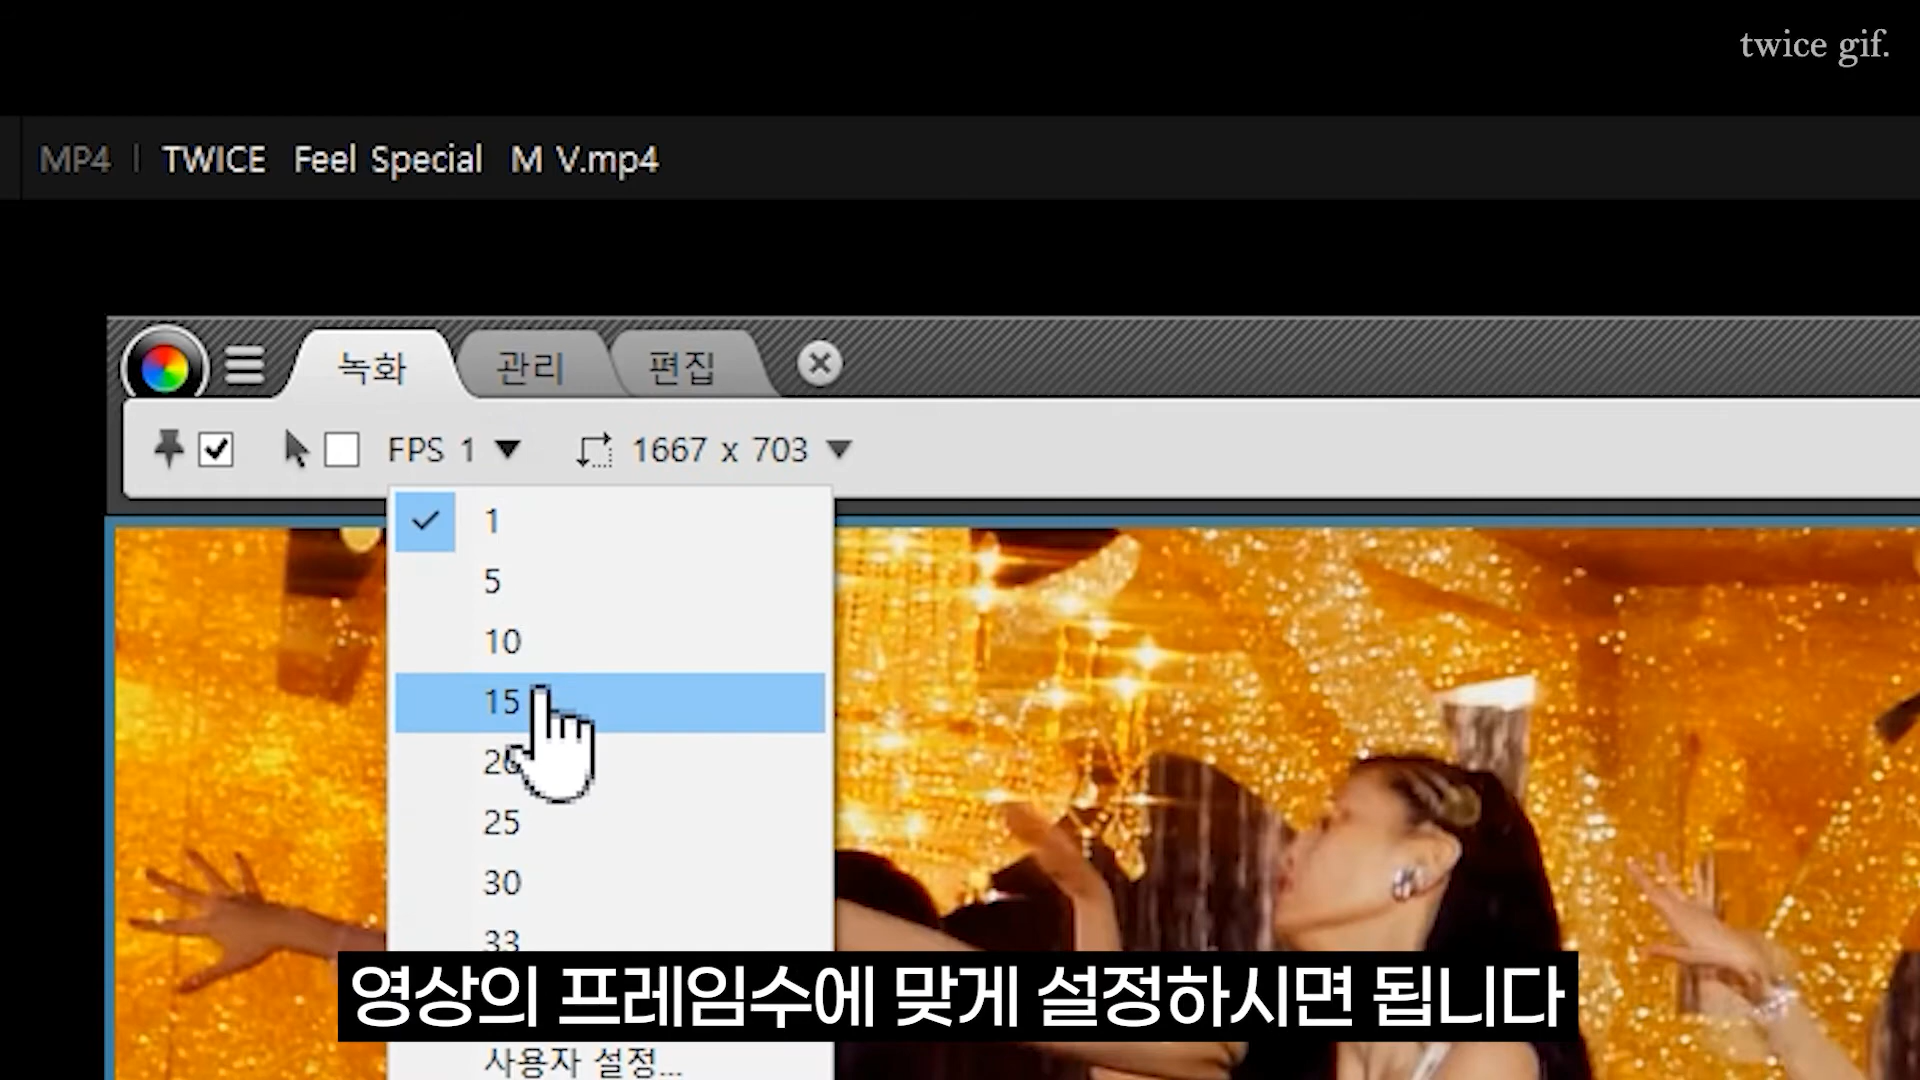 twice gif.
MP4 | TWICE Feel Special M V.mp4
녹화 관리 편집
FPS 1 1667 x 703
1
5
10
15
20
25
30
33
영상의 프레임수에 맞게 설정하시면 됩니다
사용자 설정...